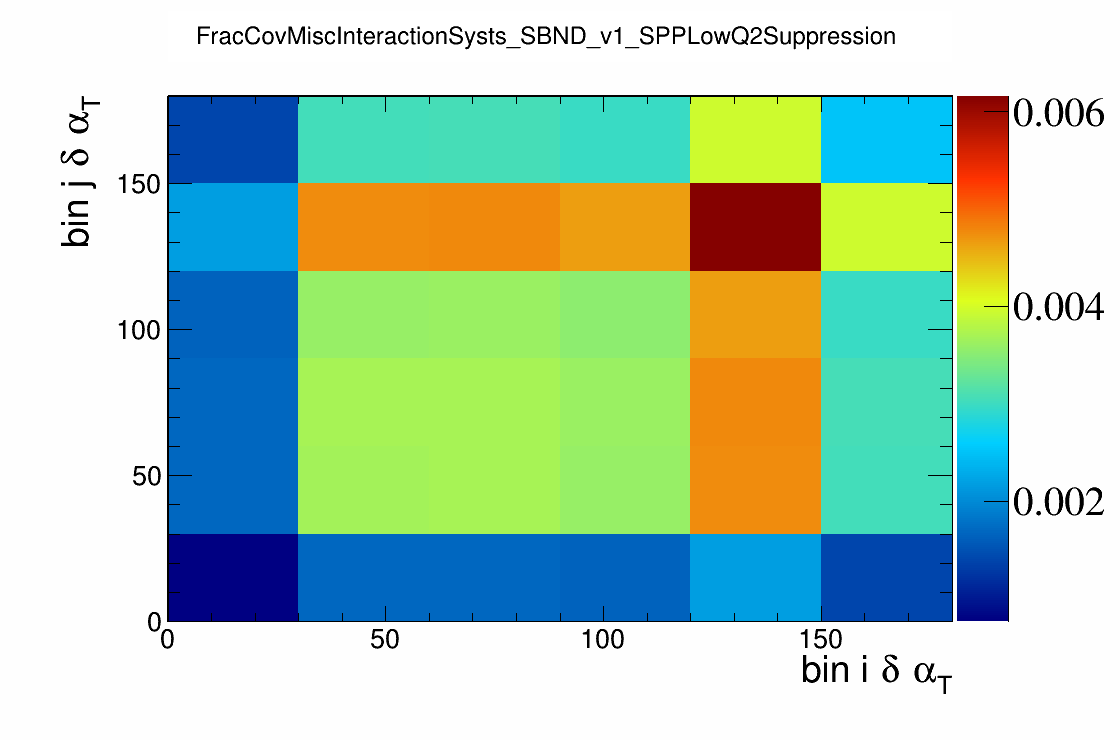 FracCovMiscInteractionSysts_SBND_v1_SPPLowQ2Suppression
bin j δ α_T
150
100
50
0
0 50 100 150
bin i δ α_T
0.006
0.004
0.002